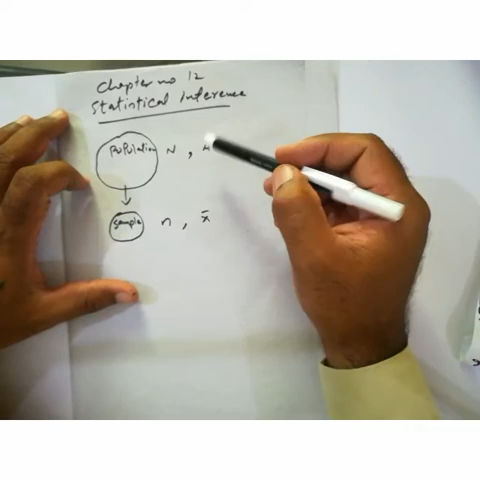 Chapter no 12
Statistical inference
population N ,
sample n , x̄